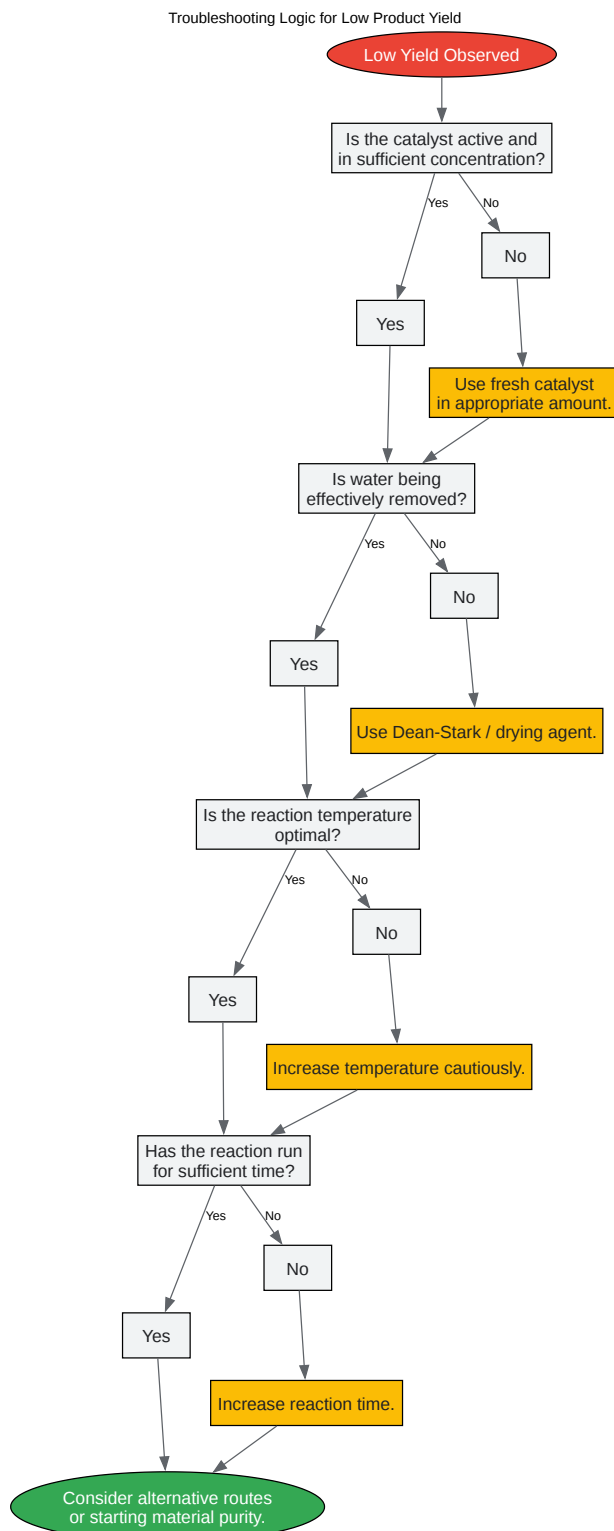 Troubleshooting Logic for Low Product Yield
Low Yield Observed
Is the catalyst active and
in sufficient concentration?
Yes
No
No
Yes
Use fresh catalyst
in appropriate amount.
Is water being
effectively removed?
Yes
No
No
Yes
Use Dean-Stark / drying agent.
Is the reaction temperature
optimal?
Yes
No
No
Yes
Increase temperature cautiously.
Has the reaction run
for sufficient time?
Yes
No
No
Yes
Increase reaction time.
Consider alternative routes
or starting material purity.